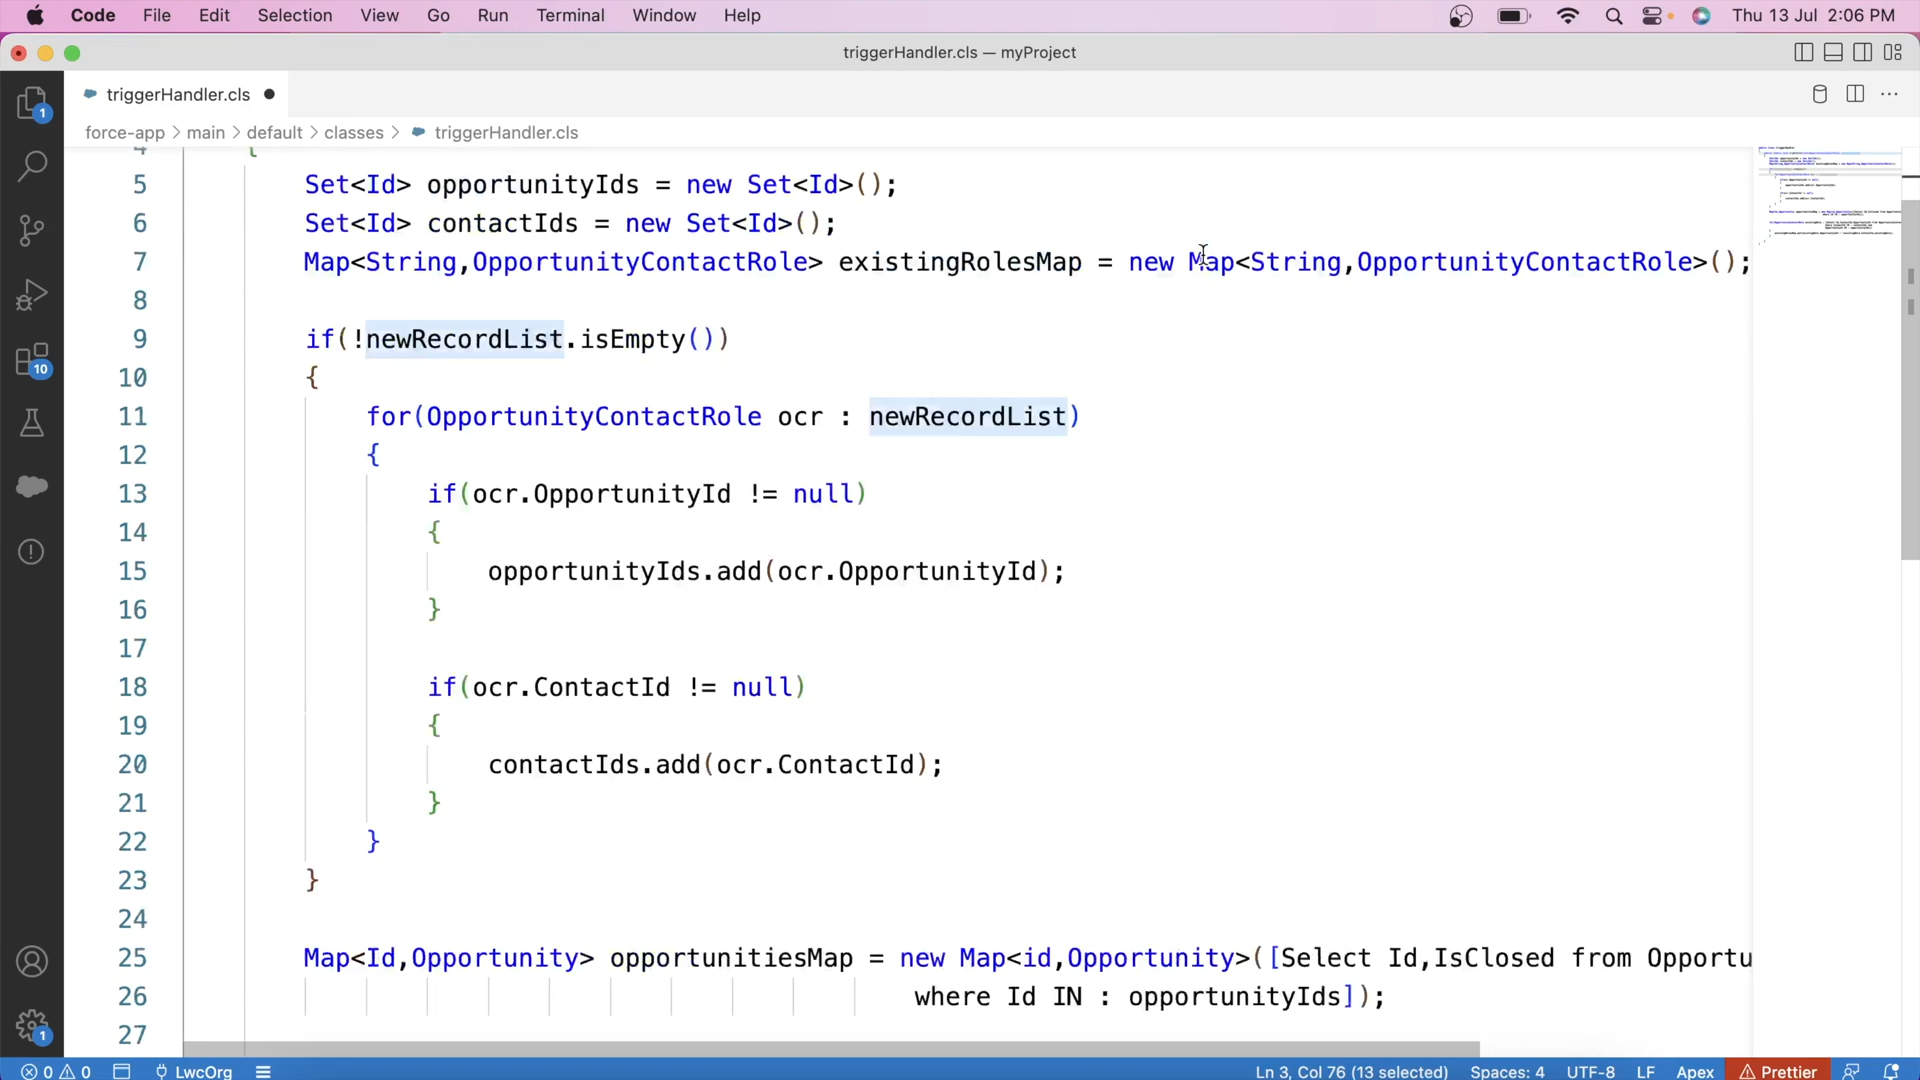 Code File Edit Selection View Go Run Terminal Window Help Thu 13 Jul 2:06 PM
triggerHandler.cls — myProject
triggerHandler.cls
force-app > main > default > classes > triggerHandler.cls
4 {
5 Set<Id> opportunityIds = new Set<Id>();
6 Set<Id> contactIds = new Set<Id>();
7 Map<String,OpportunityContactRole> existingRolesMap = new Map<String,OpportunityContactRole>();
8
9 if(!newRecordList.isEmpty())
10 {
11 for(OpportunityContactRole ocr : newRecordList)
12 {
13 if(ocr.OpportunityId != null)
14 {
15 opportunityIds.add(ocr.OpportunityId);
16 }
17
18 if(ocr.ContactId != null)
19 {
20 contactIds.add(ocr.ContactId);
21 }
22 }
23 }
24
25 Map<Id,Opportunity> opportunitiesMap = new Map<id,Opportunity>([Select Id,IsClosed from Opportu
26 where Id IN : opportunityIds]);
27
1
10
1
0 0 LwcOrg Ln 3, Col 76 (13 selected) Spaces: 4 UTF-8 LF Apex Prettier